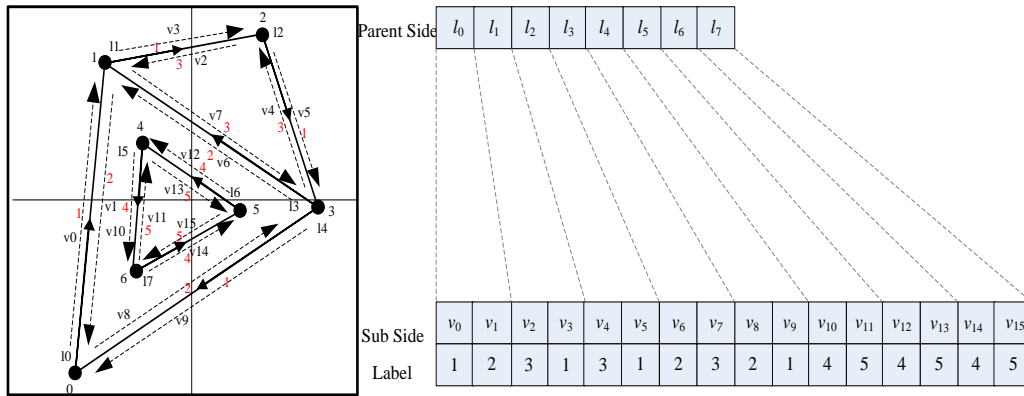 2
v3
l1
l2
1
1
v2
3
v4
v5
v7
3
3
1
4
v12
2
l5
4
v6
v13
l6
2
5
4
v11
l3
3
1
v1
v15
5
l4
v0
v10
5
5
v14
4
6
l7
2
1
v8
v9
l0
0
Parent Side l0 l1 l2 l3 l4 l5 l6 l7
Sub Side v0 v1 v2 v3 v4 v5 v6 v7 v8 v9 v10 v11 v12 v13 v14 v15
Label 1 2 3 1 3 1 2 3 2 1 4 5 4 5 4 5